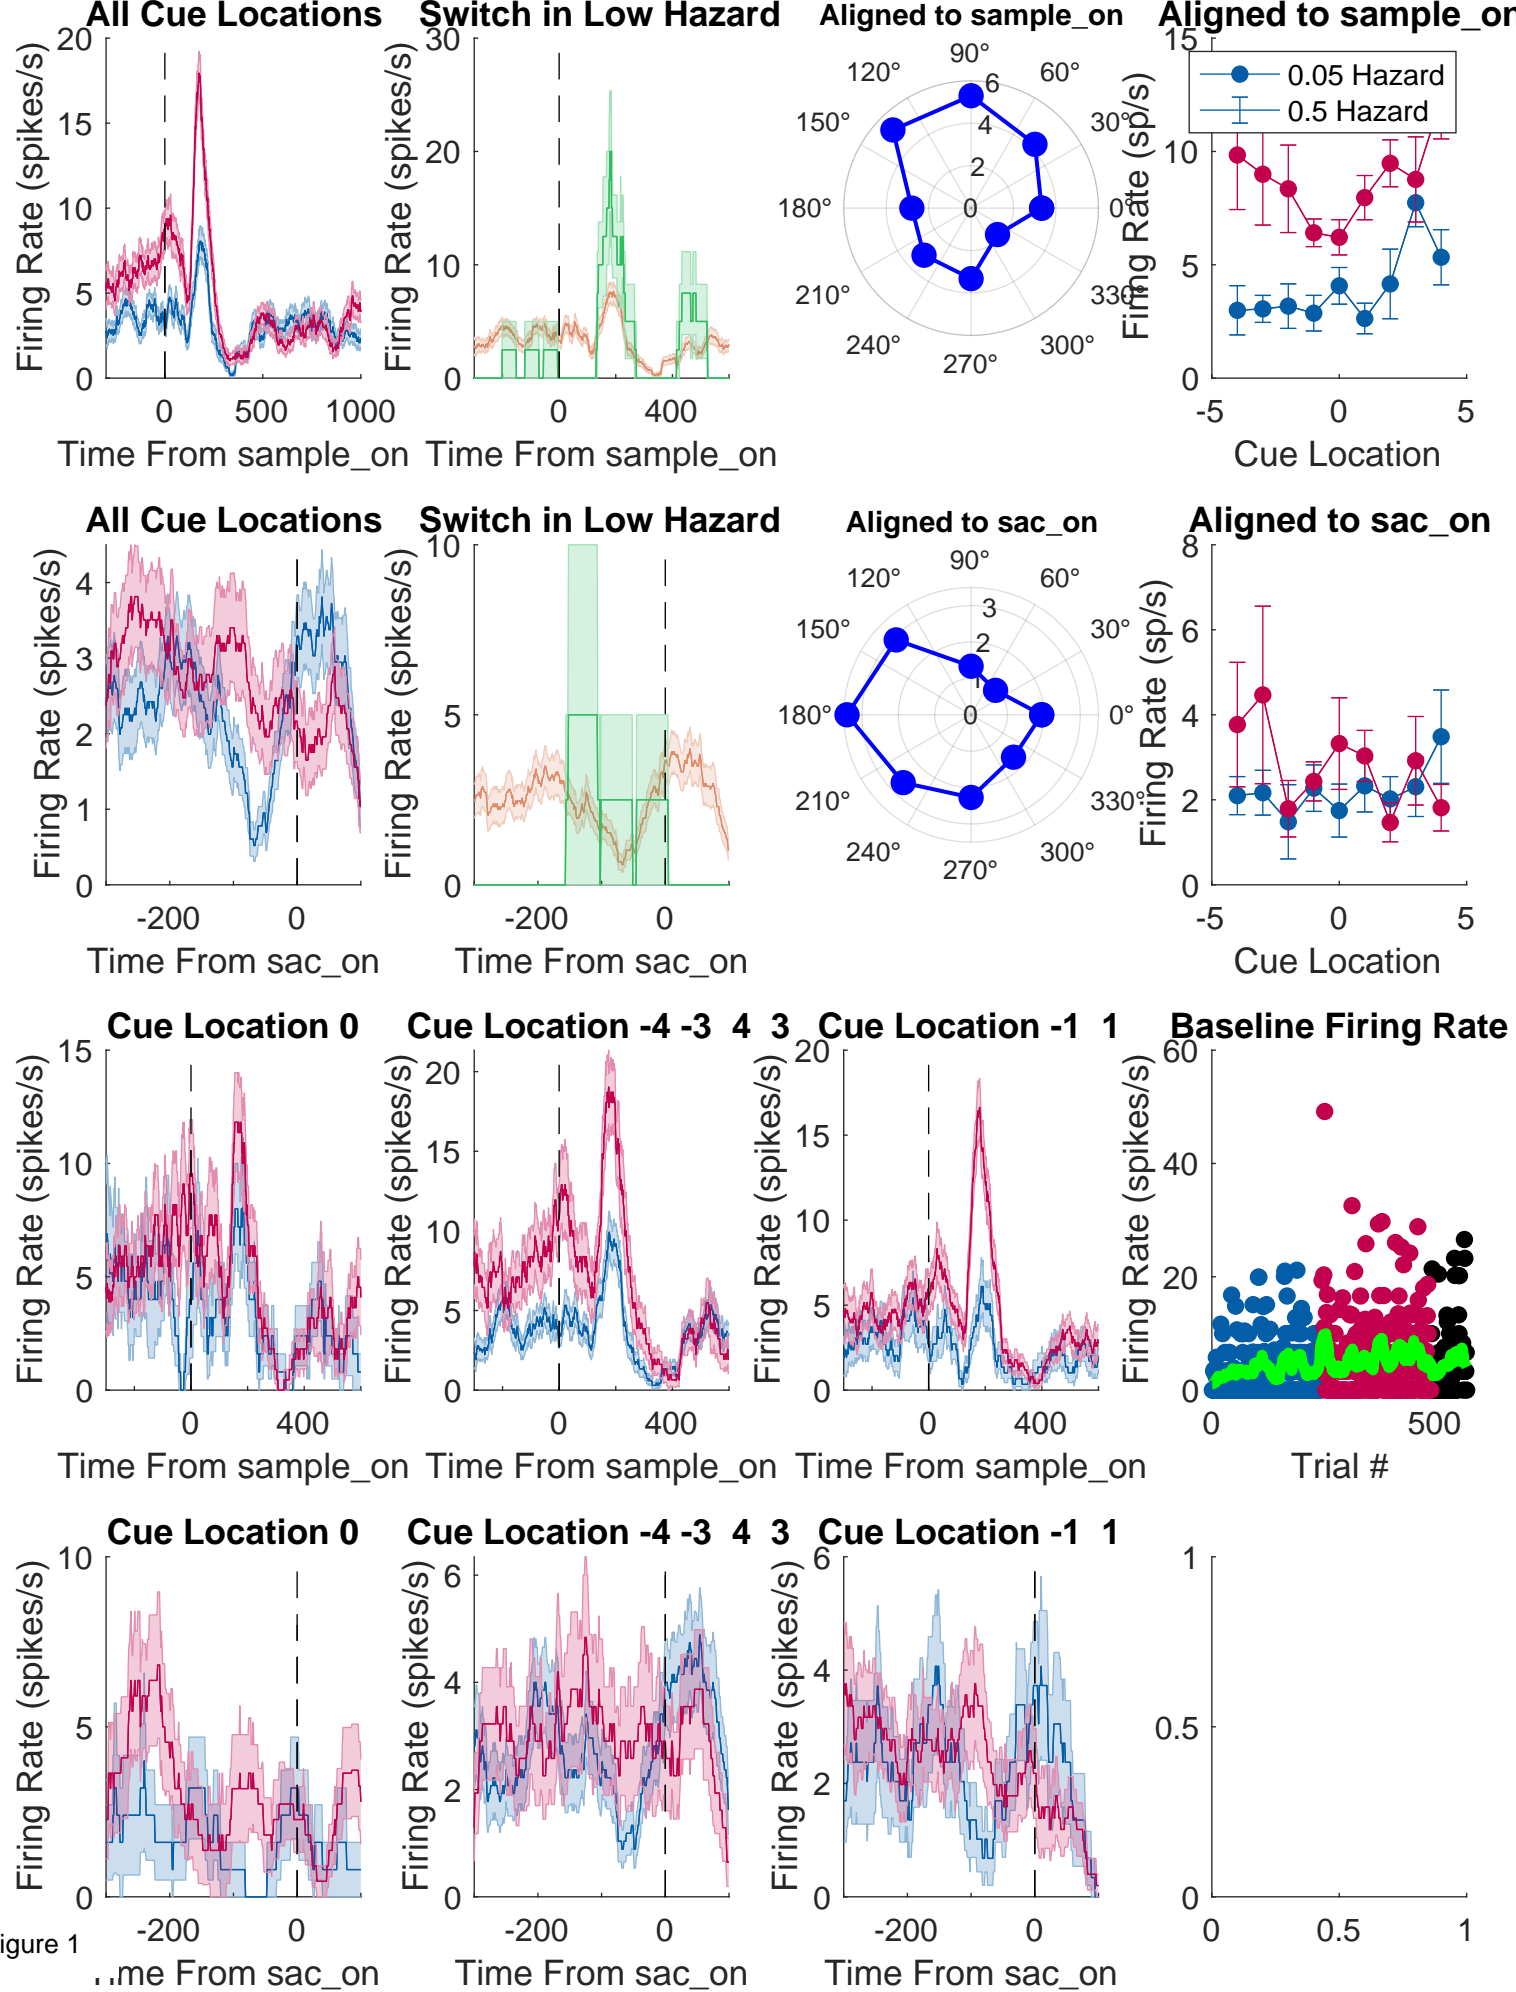 All Cue Locations
Switch in Low Hazard
Aligned to sample_on
Aligned to sample_on
Firing Rate (spikes/s)
20
15
10
5
0
0 500 1000
Time From sample_on
Firing Rate (spikes/s)
30
20
10
0
0 400
Time From sample_on
90°
120° 60°
150° 30°
180° 0°
210° 330°
240° 300°
270°
6
4
2
0
Firing Rate (sp/s)
15
10
5
0
0.05 Hazard
0.5 Hazard
-5 0 5
Cue Location
All Cue Locations
Switch in Low Hazard
Aligned to sac_on
Aligned to sac_on
Firing Rate (spikes/s)
4
3
2
1
0
-200 0
Time From sac_on
Firing Rate (spikes/s)
10
5
0
-200 0
Time From sac_on
90°
120° 60°
150° 30°
180° 0°
210° 330°
240° 300°
270°
3
2
1
0
Firing Rate (sp/s)
8
6
4
2
0
-5 0 5
Cue Location
Cue Location 0
Cue Location -4 -3 4 3
Cue Location -1 1
Baseline Firing Rate
Firing Rate (spikes/s)
15
10
5
0
0 400
Time From sample_on
Firing Rate (spikes/s)
20
15
10
5
0
0 400
Time From sample_on
Firing Rate (spikes/s)
20
15
10
5
0
0 400
Time From sample_on
Firing Rate (spikes/s)
60
40
20
0
0 500
Trial #
Cue Location 0
Cue Location -4 -3 4 3
Cue Location -1 1
Firing Rate (spikes/s)
10
5
0
-200 0
Time From sac_on
Firing Rate (spikes/s)
6
4
2
0
-200 0
Time From sac_on
Firing Rate (spikes/s)
6
4
2
0
-200 0
Time From sac_on
1
0.5
0
0 0.5 1
igure 1